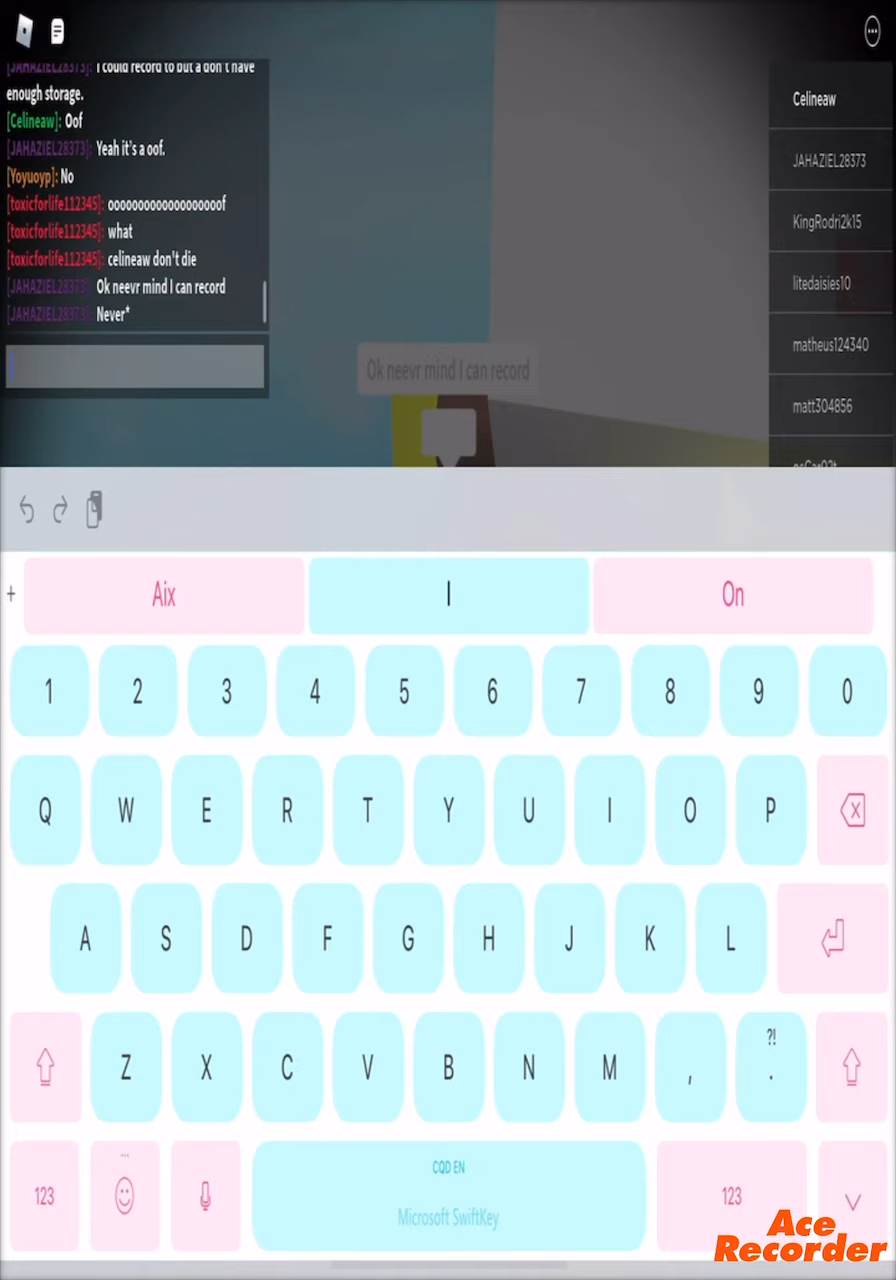 [JAHAZIEL28373]: I could record to but a don't have
enough storage.
[Celineaw]: Oof
[JAHAZIEL28373]: Yeah it's a oof.
[Yoyuoyp]: No
[toxicforlife112345]: oooooooooooooooooof
[toxicforlife112345]: what
[toxicforlife112345]: celineaw don't die
[JAHAZIEL28373]: Ok neevr mind I can record
[JAHAZIEL28373]: Never*
Ok neevr mind I can record
Celineaw
JAHAZIEL28373
KingRodri2k15
litedaisies10
matheus124340
matt304856
+ Aix I On
1 2 3 4 5 6 7 8 9 0
Q W E R T Y U I O P
A S D F G H J K L
?!
Z X C V B N M , .
CQD EN
123 123
Microsoft SwiftKey
Ace
Recorder